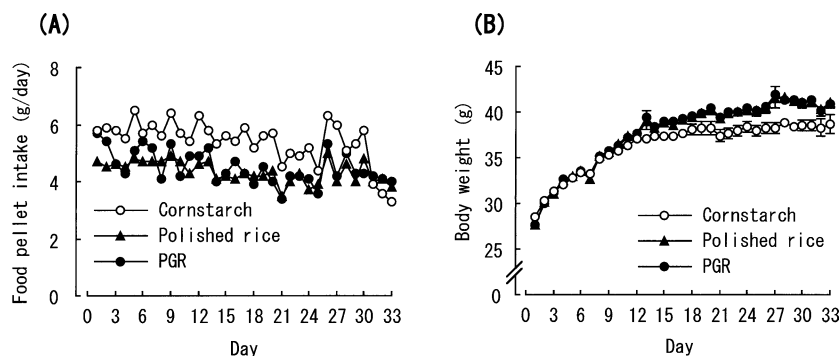 (A)
Food pellet intake (g/day)
8
6
4
2
0
Cornstarch
Polished rice
PGR
0 3 6 9 12 15 18 21 24 27 30 33
Day
(B)
Body weight (g)
45
40
35
30
25
0
Cornstarch
Polished rice
PGR
0 3 6 9 12 15 18 21 24 27 30 33
Day